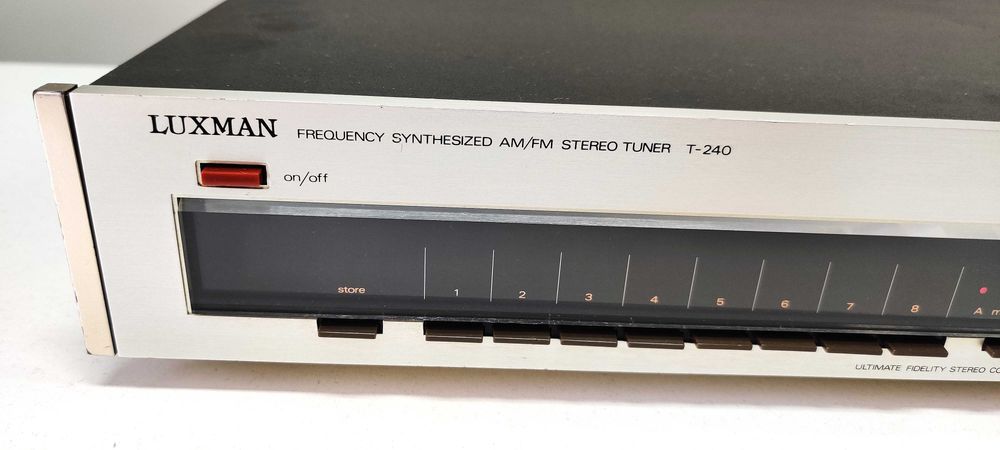 LUXMAN FREQUENCY SYNTHESIZED AM/FM STEREO TUNER T-240
on/off
store 1 2 3 4 5 6 7 8 A
ULTIMATE FIDELITY STEREO